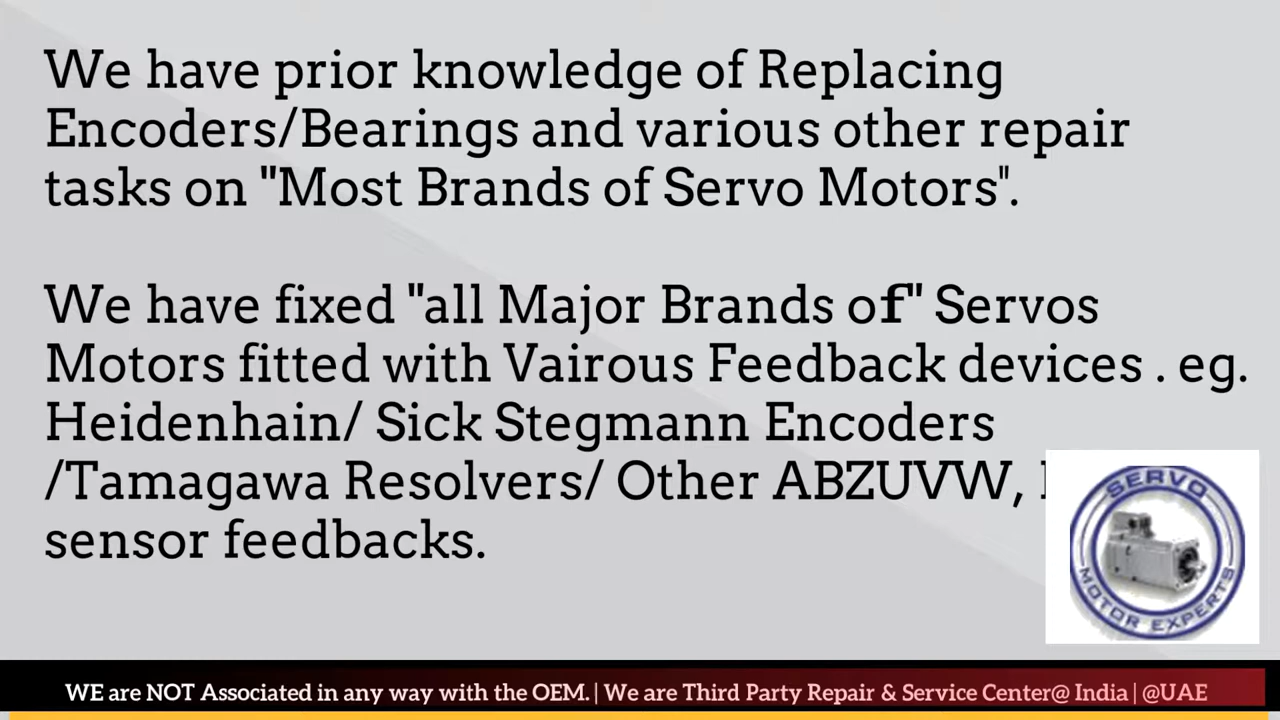 We have prior knowledge of Replacing
Encoders/Bearings and various other repair
tasks on "Most Brands of Servo Motors".
We have fixed "all Major Brands of" Servos
Motors fitted with Vairous Feedback devices . eg.
Heidenhain/ Sick Stegmann Encoders
/Tamagawa Resolvers/ Other ABZUVW,
sensor feedbacks.
SERVO
MOTOR EXPERTS
WE are NOT Associated in any way with the OEM. | We are Third Party Repair & Service Center@ India | @UAE